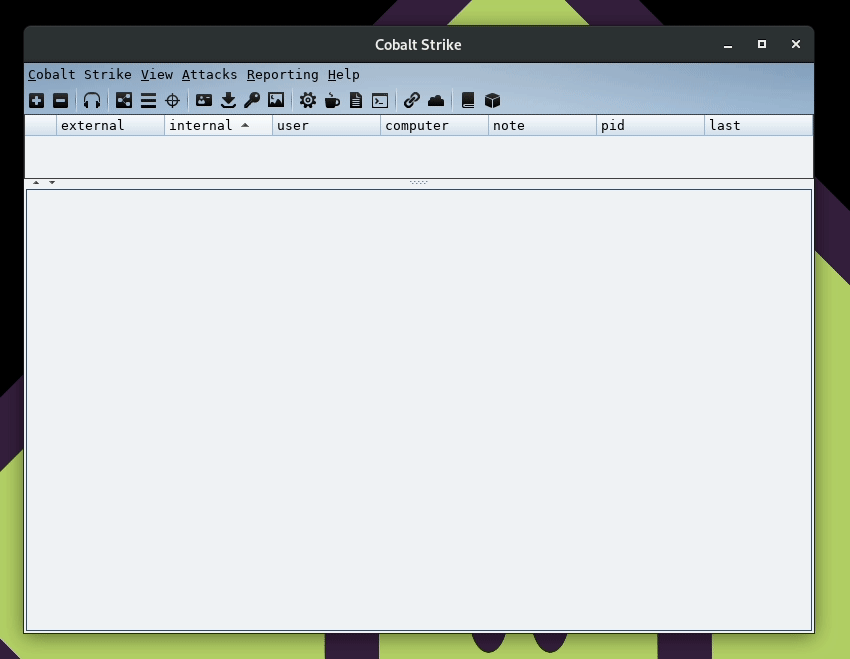 Cobalt Strike
Cobalt Strike View Attacks Reporting Help
external internal user computer note pid last